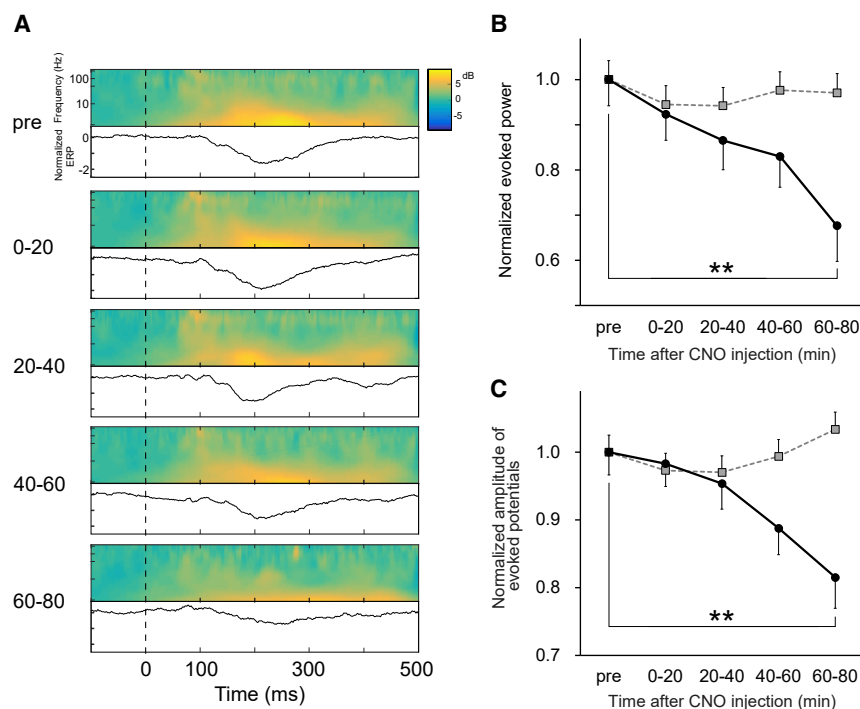 A
pre
Frequency (Hz)
100
10
Normalized
ERP
0
-2
dB
5
0
-5
0-20
20-40
40-60
60-80
0
100
300
500
Time (ms)
B
Normalized evoked power
1.0
0.8
0.6
**
pre
0-20
20-40
40-60
60-80
Time after CNO injection (min)
C
Normalized amplitude of
evoked potentials
1.0
0.9
0.8
0.7
**
pre
0-20
20-40
40-60
60-80
Time after CNO injection (min)